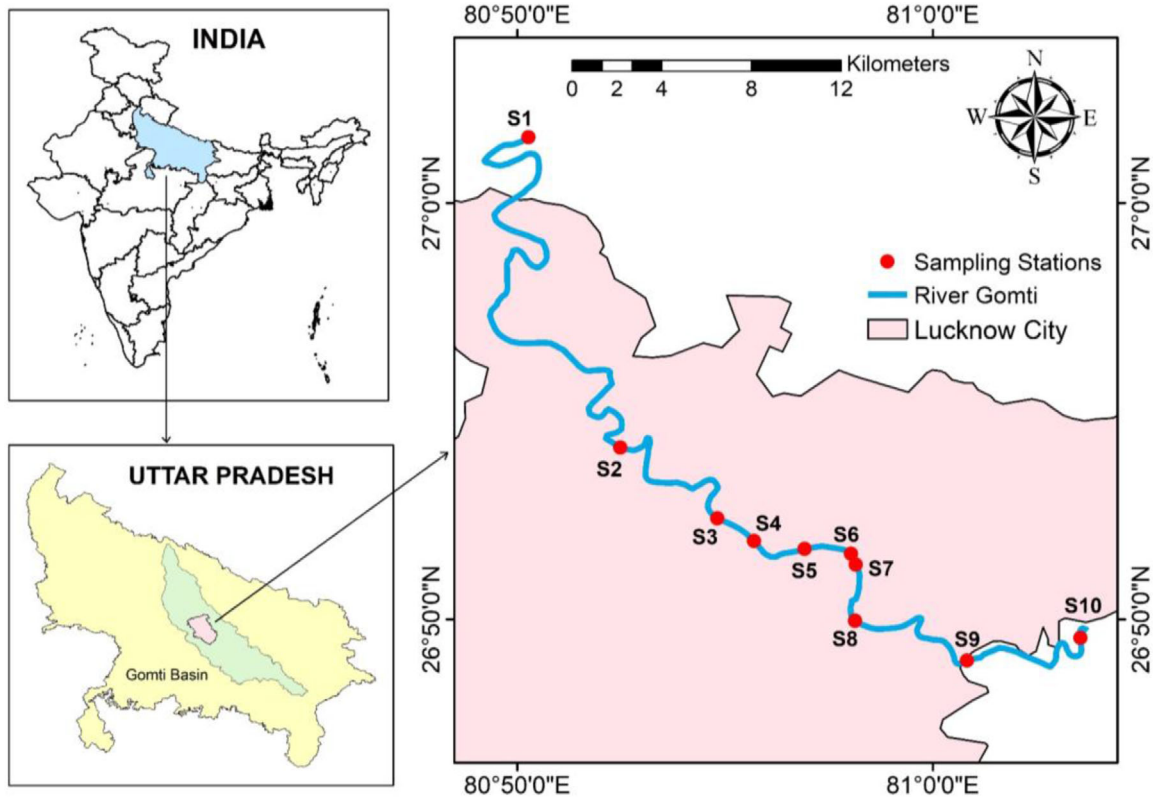 INDIA
UTTAR PRADESH
Gomti Basin
80°50'0"E
81°0'0"E
Kilometers
0 2 4 8 12
N
W
E
S
27°0'0"N
27°0'0"N
Sampling Stations
River Gomti
Lucknow City
S1
S2
S3
S4
S5
S6
S7
S8
S9
S10
26°50'0"N
26°50'0"N
80°50'0"E
81°0'0"E